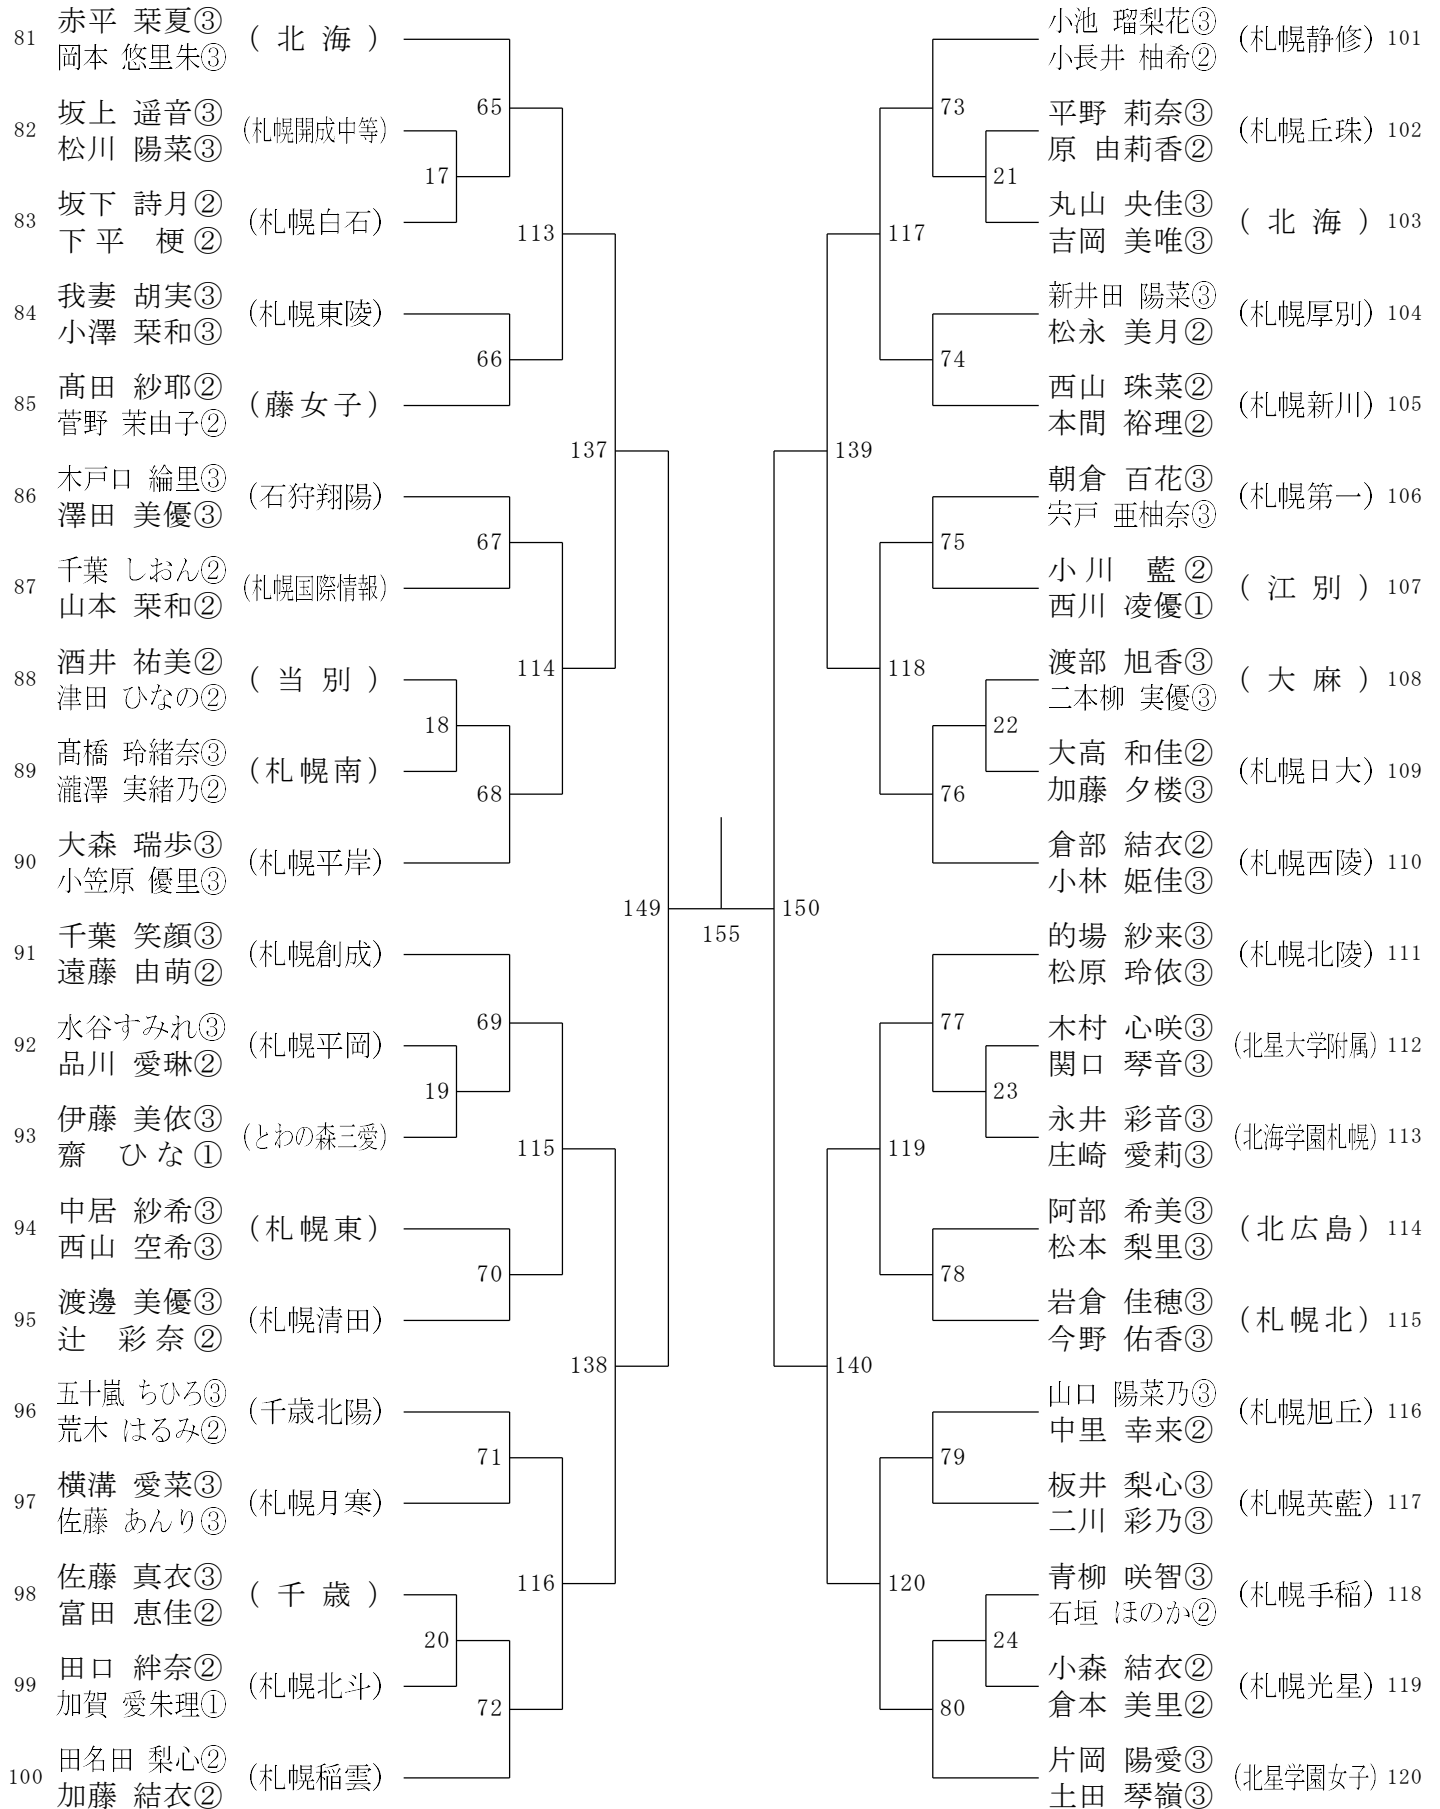 81 赤平 栞夏③ (北海)
岡本 悠里朱③
82 坂上 遥音③ (札幌開成中等)
松川 陽菜③
83 坂下 詩月② (札幌白石)
下平 梗②
84 我妻 胡実③ (札幌東陵)
小澤 栞和③
85 髙田 紗耶② (藤女子)
菅野 茉由子②
86 木戸口 綸里③ (石狩翔陽)
澤田 美優③
87 千葉 しおん② (札幌国際情報)
山本 栞和②
88 酒井 祐美② (当別)
津田 ひなの②
89 髙橋 玲緒奈③ (札幌南)
瀧澤 実緒乃②
90 大森 瑞歩③ (札幌平岸)
小笠原 優里③
91 千葉 笑顔③ (札幌創成)
遠藤 由萌②
92 水谷すみれ③ (札幌平岡)
品川 愛琳②
93 伊藤 美依③ (とわの森三愛)
齋 ひな①
94 中居 紗希③ (札幌東)
西山 空希③
95 渡邊 美優③ (札幌清田)
辻 彩奈②
96 五十嵐 ちひろ③ (千歳北陽)
荒木 はるみ②
97 横溝 愛菜③ (札幌月寒)
佐藤 あんり③
98 佐藤 真衣③ (千歳)
富田 恵佳②
99 田口 絆奈② (札幌北斗)
加賀 愛朱理①
100 田名田 梨心② (札幌稲雲)
加藤 結衣②
17
18
19
20
65
66
67
68
69
70
71
72
113
114
115
116
137
138
149
155
150
139
140
117
118
119
120
73
74
75
76
77
78
79
80
21
22
23
24
小池 瑠梨花③ (札幌静修) 101
小長井 柚希②
平野 莉奈③ (札幌丘珠) 102
原 由莉香②
丸山 央佳③ (北海) 103
吉岡 美唯③
新井田 陽菜③ (札幌厚別) 104
松永 美月②
西山 珠菜② (札幌新川) 105
本間 裕理②
朝倉 百花③ (札幌第一) 106
宍戸 亜柚奈③
小川 藍② (江別) 107
西川 凌優①
渡部 旭香③ (大麻) 108
二本柳 実優③
大高 和佳② (札幌日大) 109
加藤 夕楼③
倉部 結衣② (札幌西陵) 110
小林 姫佳③
的場 紗来③ (札幌北陵) 111
松原 玲依③
木村 心咲③ (北星大学附属) 112
関口 琴音③
永井 彩音③ (北海学園札幌) 113
庄崎 愛莉③
阿部 希美③ (北広島) 114
松本 梨里③
岩倉 佳穂③ (札幌北) 115
今野 佑香③
山口 陽菜乃③ (札幌旭丘) 116
中里 幸来②
板井 梨心③ (札幌英藍) 117
二川 彩乃③
青柳 咲智③ (札幌手稲) 118
石垣 ほのか②
小森 結衣② (札幌光星) 119
倉本 美里②
片岡 陽愛③ (北星学園女子) 120
土田 琴嶺③